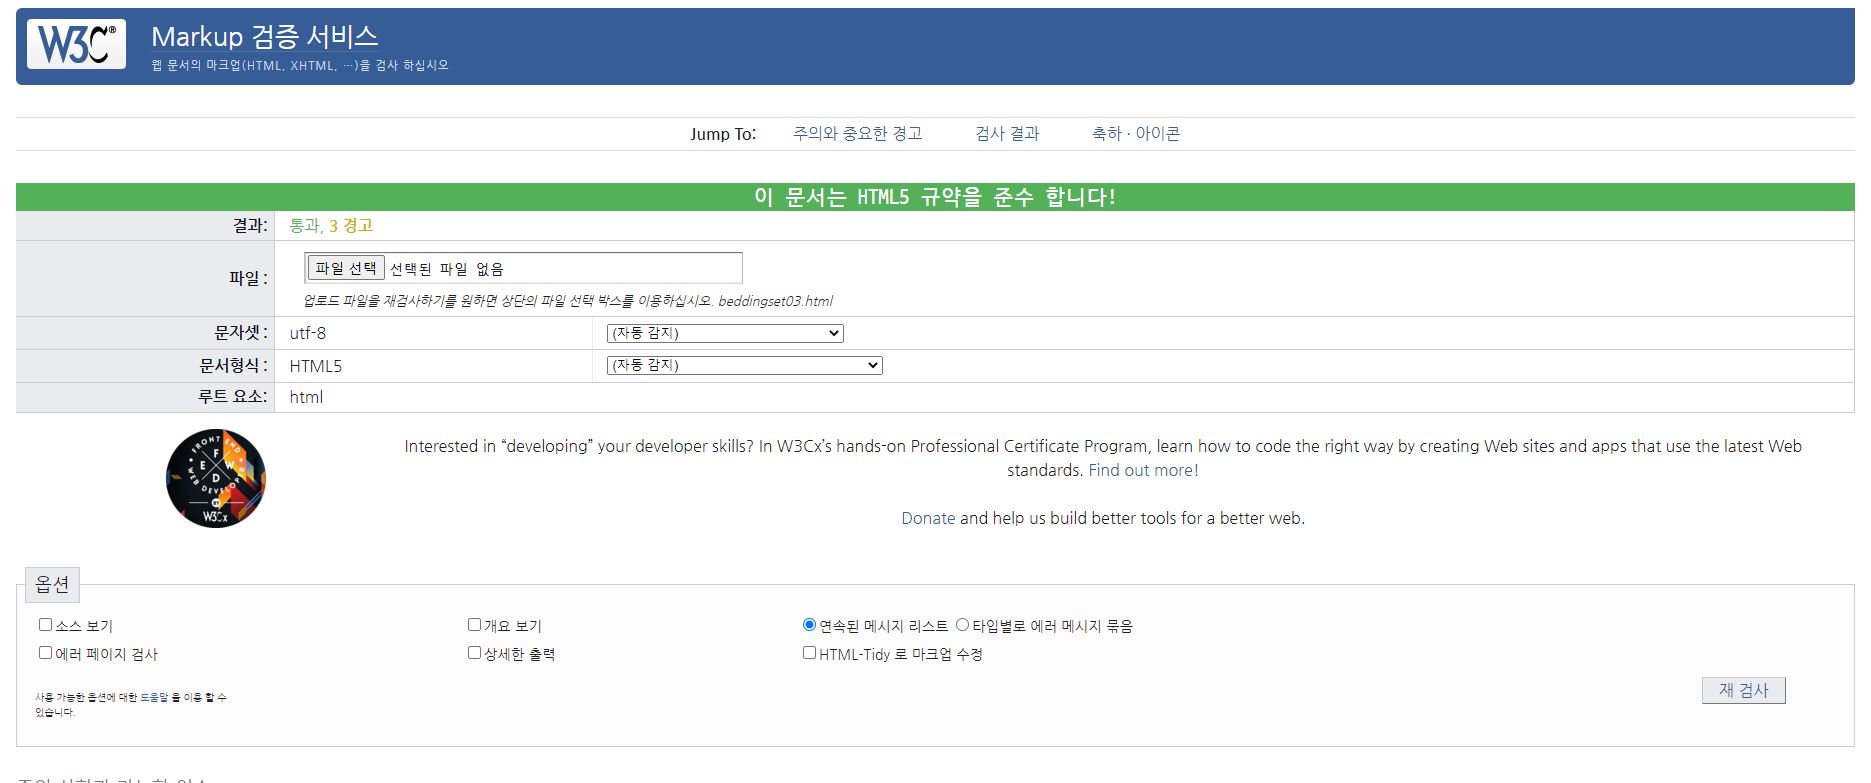 W3C®
Markup 검증 서비스
웹 문서의 마크업(HTML, XHTML, …)을 검사 하십시오
Jump To: 주의와 중요한 경고 검사 결과 축하 · 아이콘
이 문서는 HTML5 규약을 준수 합니다!
결과: 통과, 3 경고
파일 : 파일 선택 선택된 파일 없음
업로드 파일을 재검사하기를 원하면 상단의 파일 선택 박스를 이용하십시오. beddingset03.html
문자셋 : utf-8 (자동 감지)
문서형식 : HTML5 (자동 감지)
루트 요소: html
FRONT END
WEB DEVELOPER
F
E W
D
BY
W3Cx
Interested in “developing” your developer skills? In W3Cx’s hands-on Professional Certificate Program, learn how to code the right way by creating Web sites and apps that use the latest Web
standards. Find out more!
Donate and help us build better tools for a better web.
옵션
소스 보기 개요 보기 연속된 메시지 리스트 타입별로 에러 메시지 묶음
에러 페이지 검사 상세한 출력 HTML-Tidy 로 마크업 수정
사용 가능한 옵션에 대한 도움말 을 이용 할 수
있습니다.
재 검사